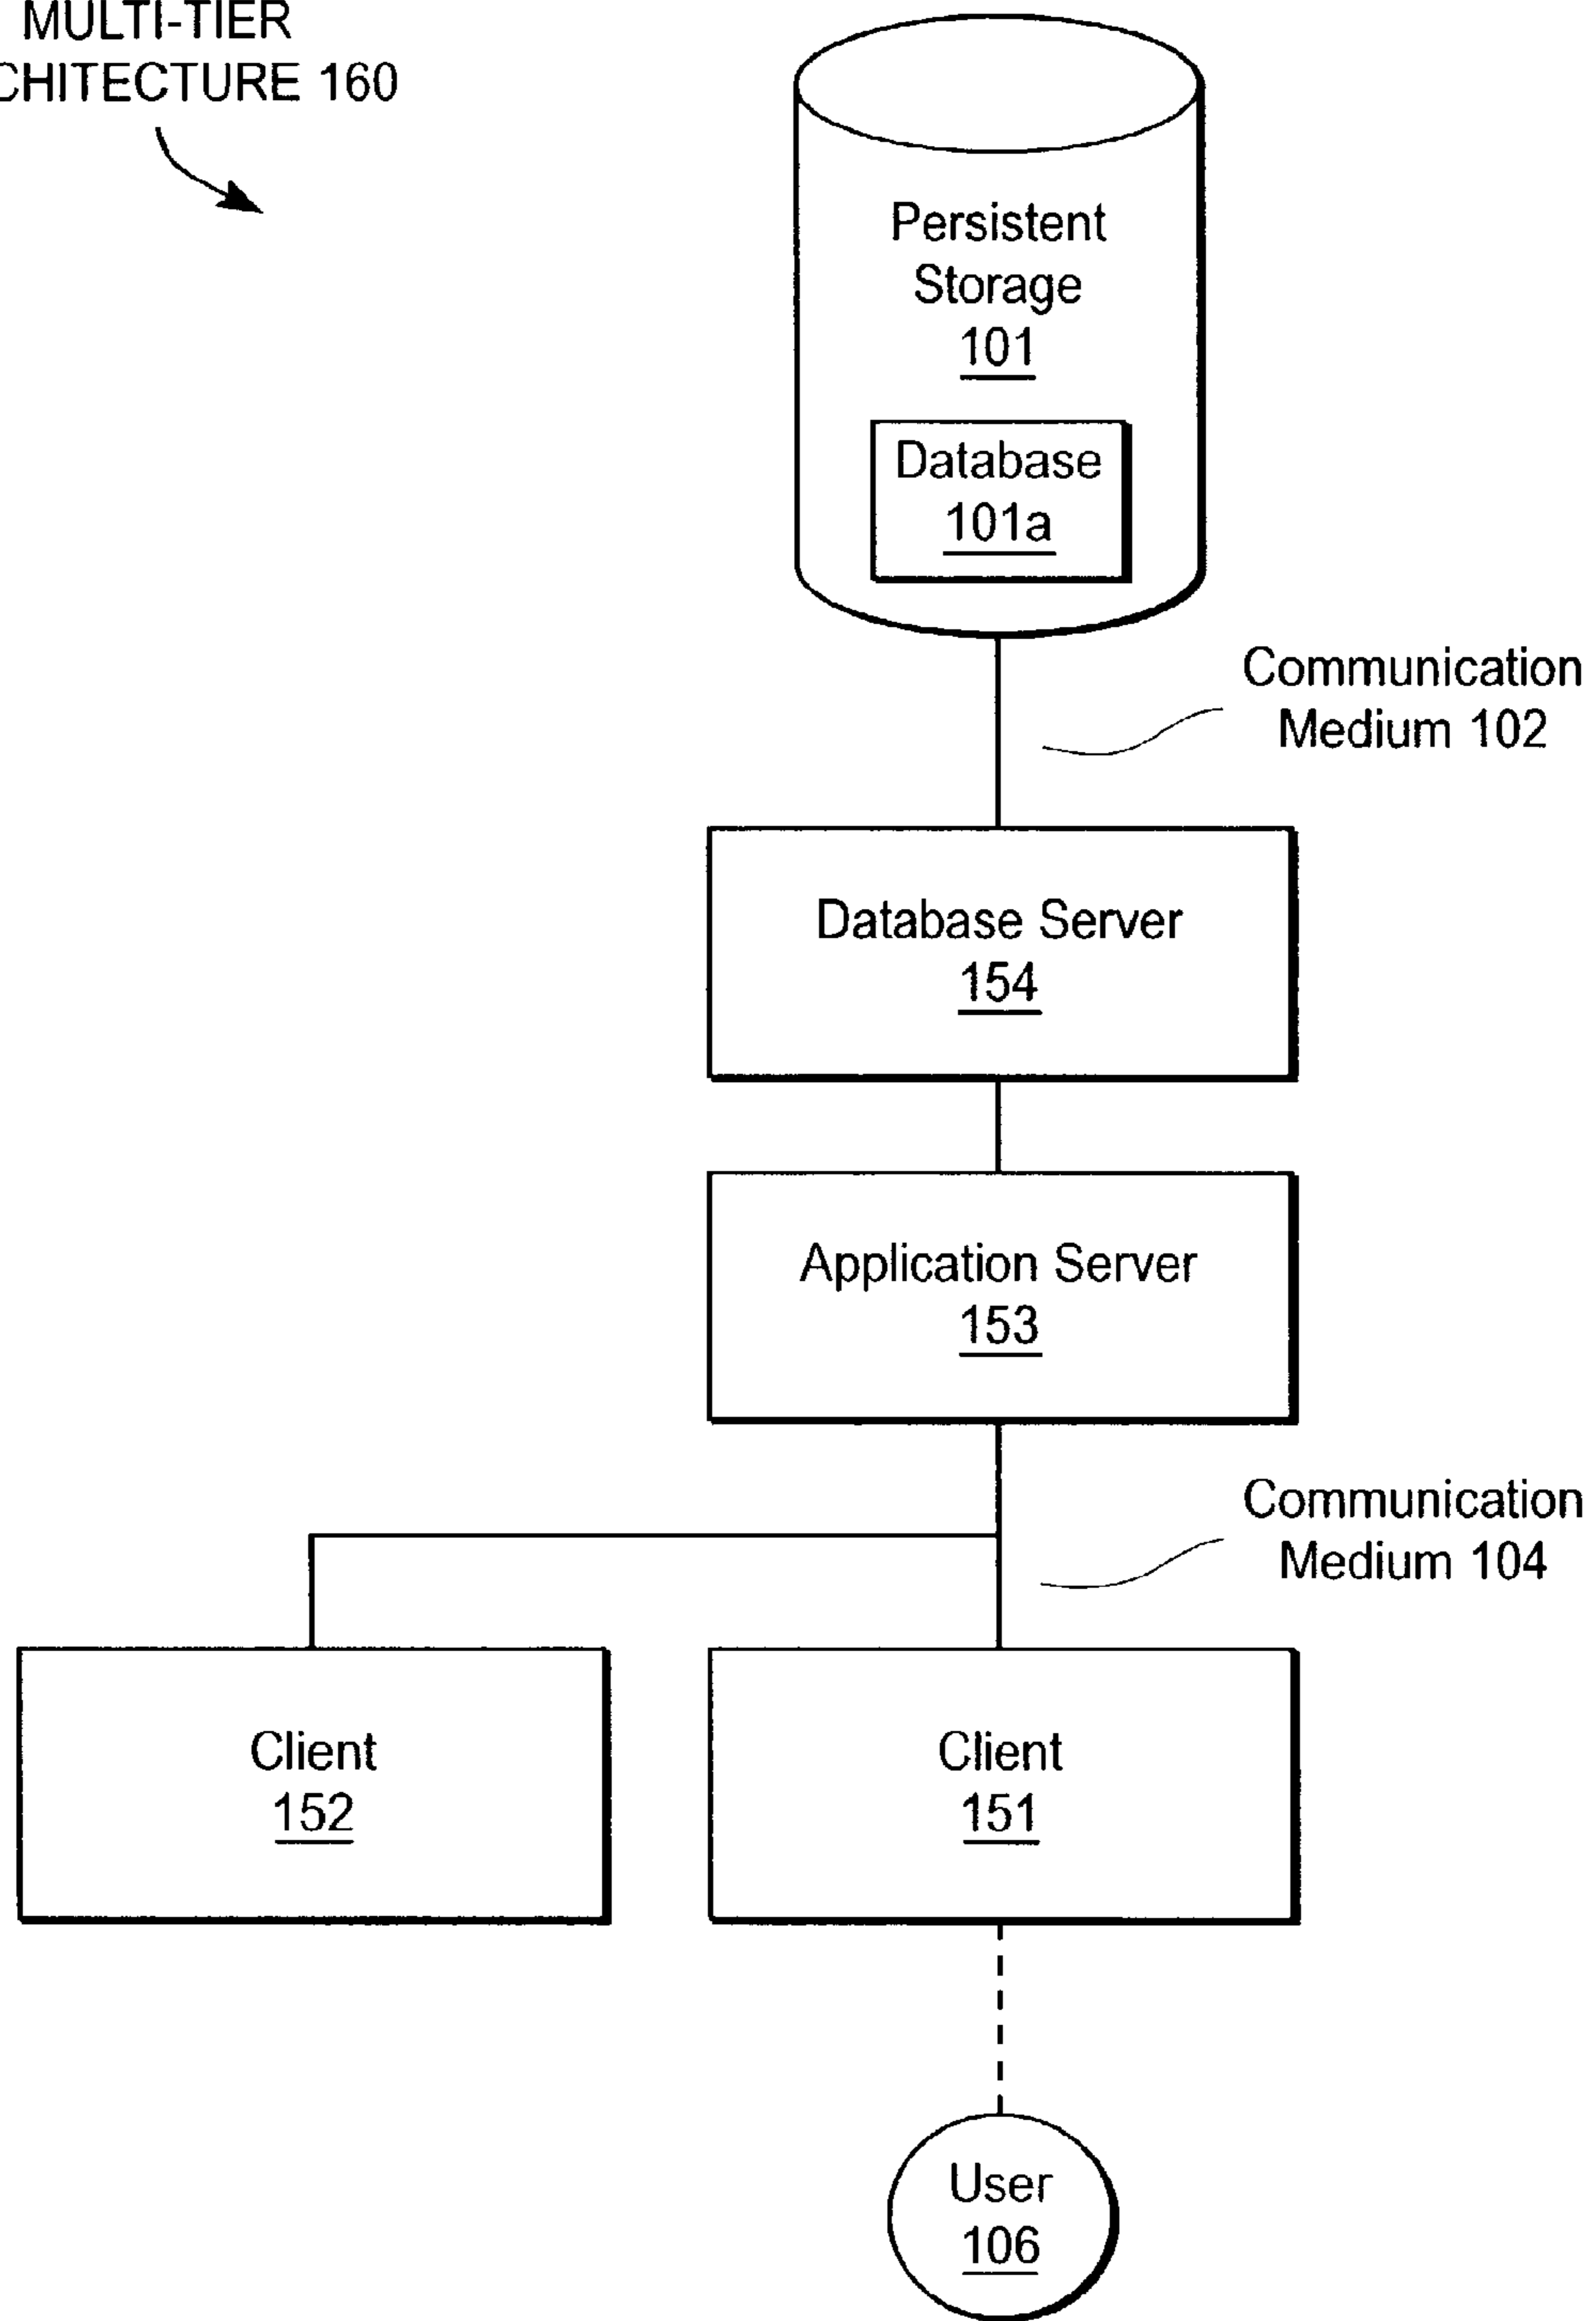 MULTI-TIER
CHITECTURE 160
Persistent
Storage
101
Database
101a
Communication
Medium 102
Database Server
154
Application Server
153
Communication
Medium 104
Client
152
Client
151
User
106